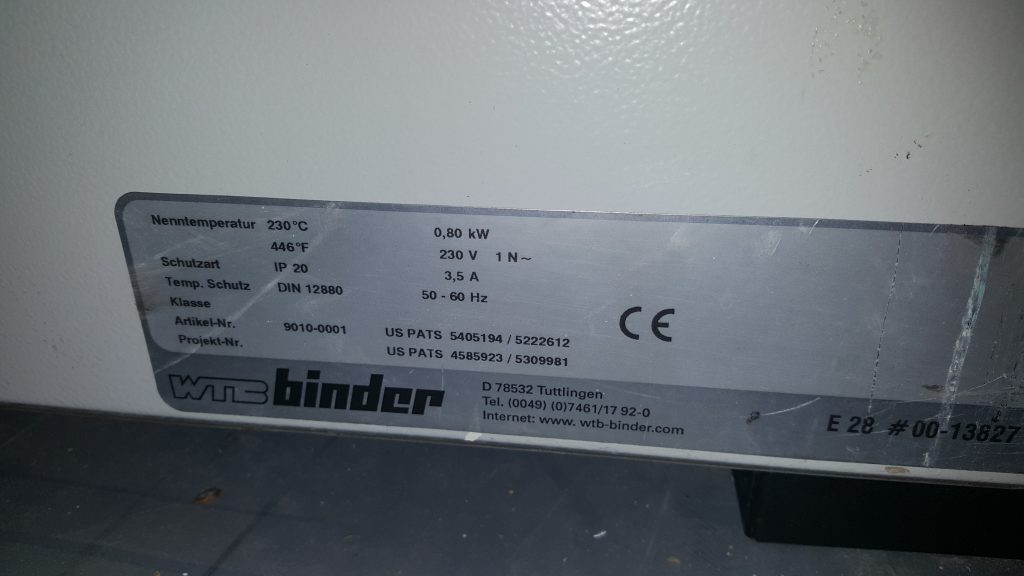 Nenntemperatur 230°C 0,80 kW
446°F 230 V 1 N~
Schutzart IP 20 3,5 A
Temp. Schutz DIN 12880 50 - 60 Hz
Klasse
Artikel-Nr. 9010-0001 US PATS 5405194 / 5222612
Projekt-Nr. US PATS 4585923 / 5309981
CE
WTB binder
D 78532 Tuttlingen
Tel. (0049) (0)7461/17 92-0
Internet: www. wtb-binder.com
E 28 # 00-13827